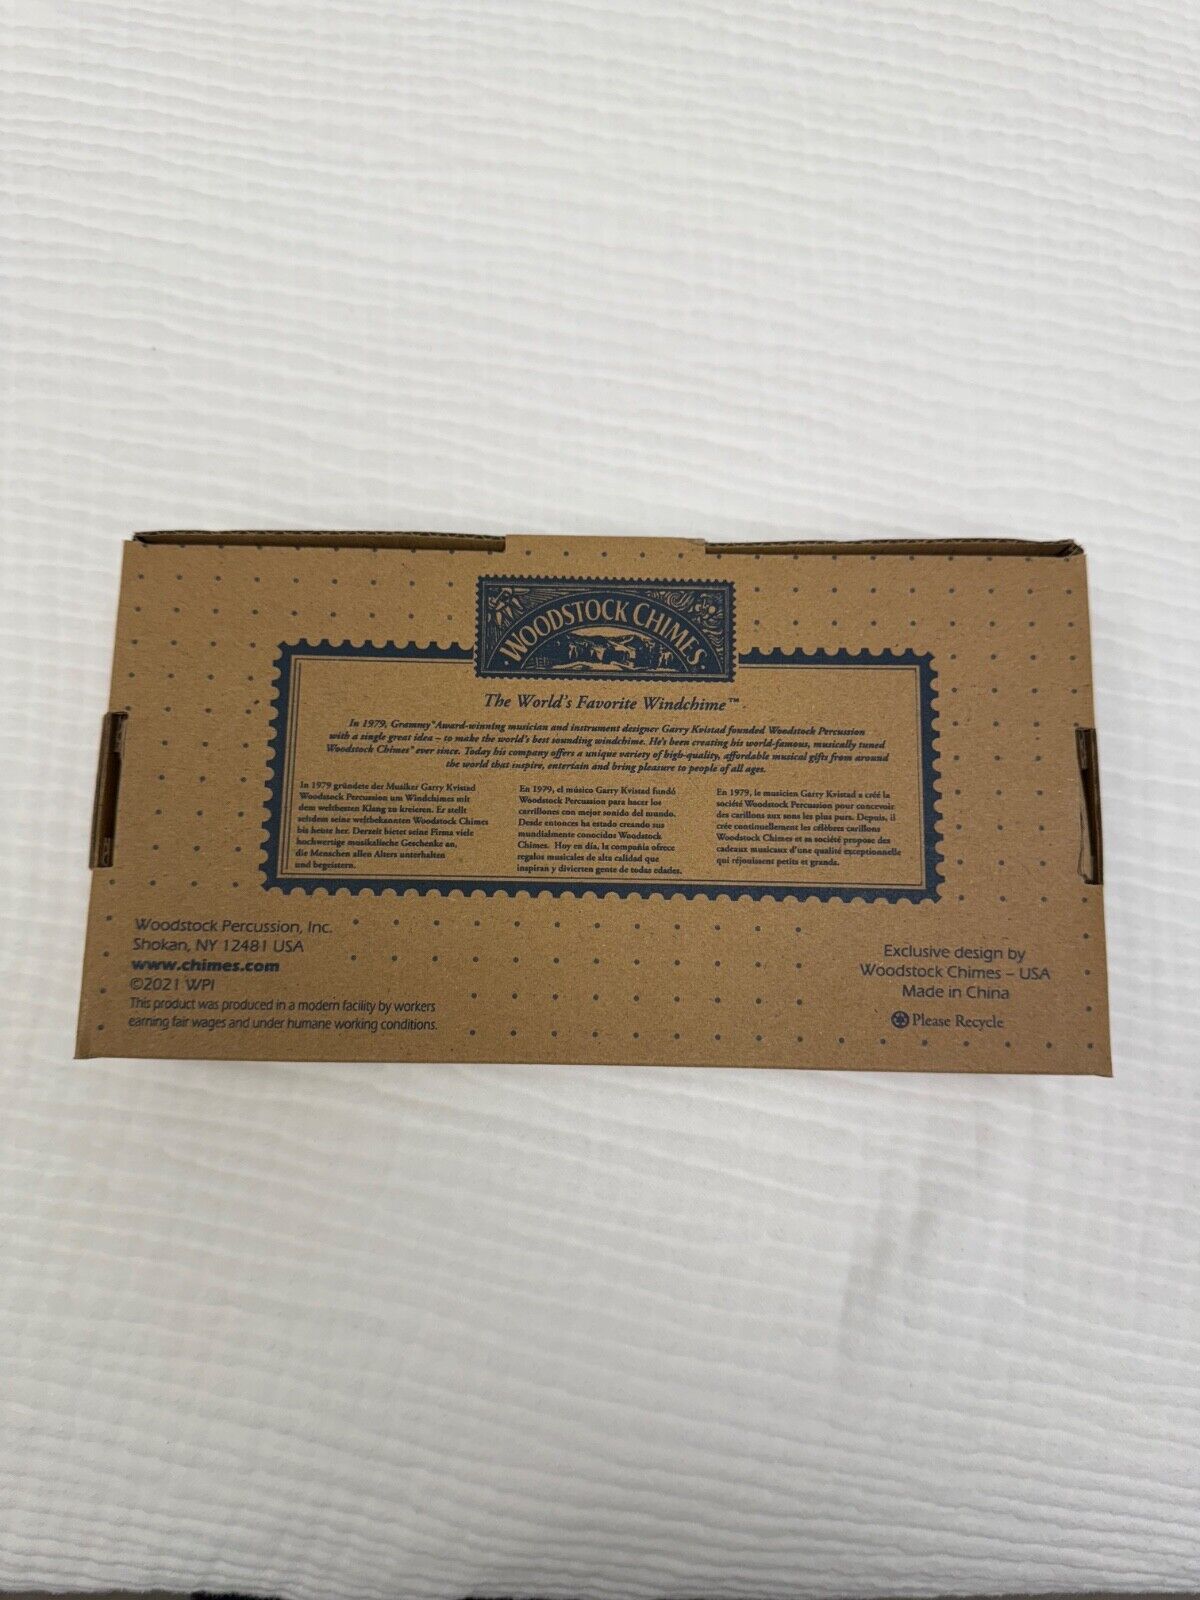 WOODSTOCK CHIMES
The World's Favorite Windchime™
In 1979, Grammy® Award-winning musician and instrument designer Garry Kvistad founded Woodstock Percussion
with a single great idea – to make the world's best sounding windchime. He's been creating his world-famous, musically tuned
Woodstock Chimes® ever since. Today his company offers a unique variety of high-quality, affordable musical gifts from around
the world that inspire, entertain and bring pleasure to people of all ages.
In 1979 gründete der Musiker Garry Kvistad
Woodstock Percussion um Windchimes mit
dem weltbesten Klang zu kreieren. Er stellt
seitdem seine weltbekannten Woodstock Chimes
bis heute her. Derzeit bietet seine Firma viele
hochwertige musikalische Geschenke an,
die Menschen allen Alters unterhalten
und begeistern.
En 1979, el músico Garry Kvistad fundó
Woodstock Percussion para hacer los
carrillones con mejor sonido del mundo.
Desde entonces ha estado creando sus
mundialmente conocidos Woodstock
Chimes. Hoy en día, la compañía ofrece
regalos musicales de alta calidad que
inspiran y divierten gente de todas edades.
En 1979, le musicien Garry Kvistad a créé la
société Woodstock Percussion pour concevoir
des carillons aux sons les plus purs. Depuis, il
crée continuellement les célèbres carillons
Woodstock Chimes et sa société propose des
cadeaux musicaux d'une qualité exceptionnelle
qui réjouissent petits et grands.
Woodstock Percussion, Inc.
Shokan, NY 12481 USA
www.chimes.com
©2021 WPI
This product was produced in a modern facility by workers
earning fair wages and under humane working conditions.
Exclusive design by
Woodstock Chimes – USA
Made in China
Please Recycle